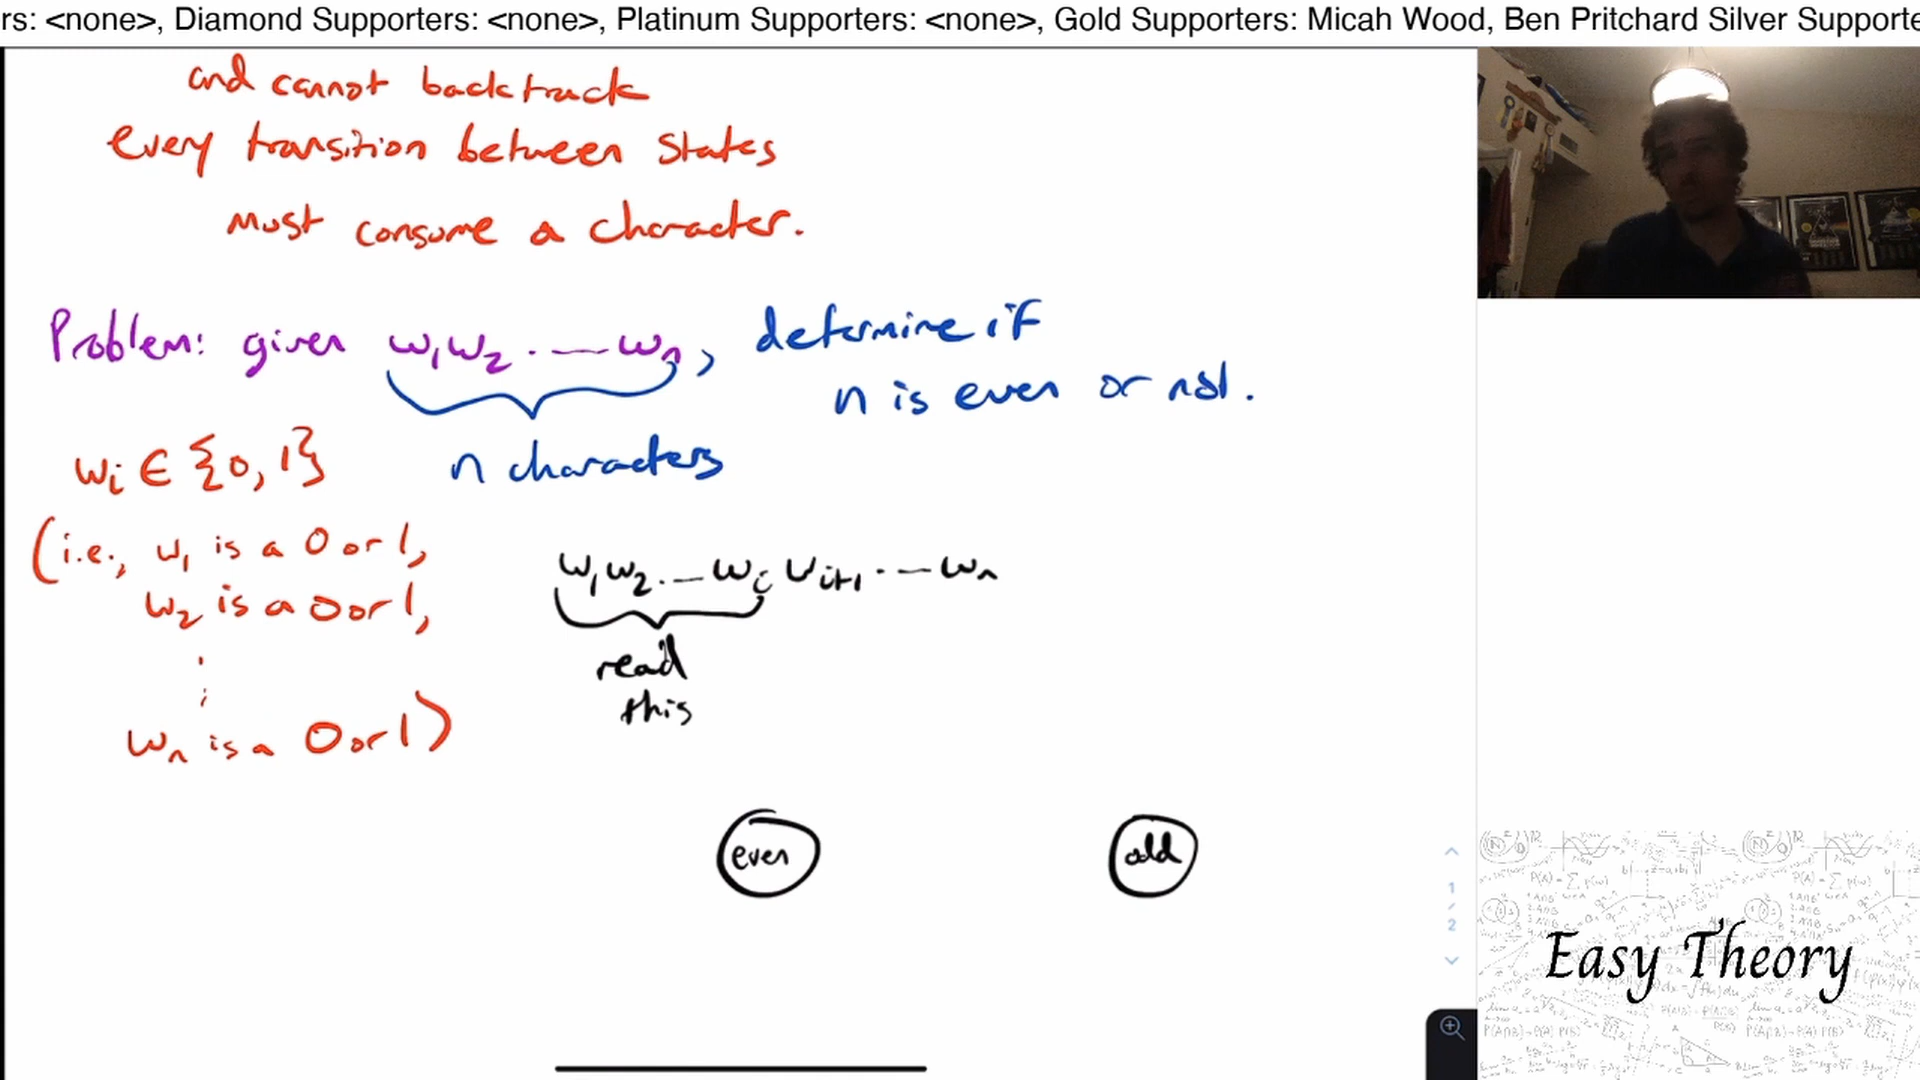 rs: <none>, Diamond Supporters: <none>, Platinum Supporters: <none>, Gold Supporters: Micah Wood, Ben Pritchard Silver Supporte
and cannot backtrack
every transition between states
must consume a character.
Problem: given w₁w₂.—wₙ, determine if
n is even or not.
n characters
wᵢ ∈ {0, 1}
(i.e., w₁ is a 0 or 1,
w₂ is a 0 or 1,
wₙ is a 0 or 1)
w₁w₂.—wᵢ wᵢ₊₁.—wₙ
read
this
even
odd
1
2
Easy Theory